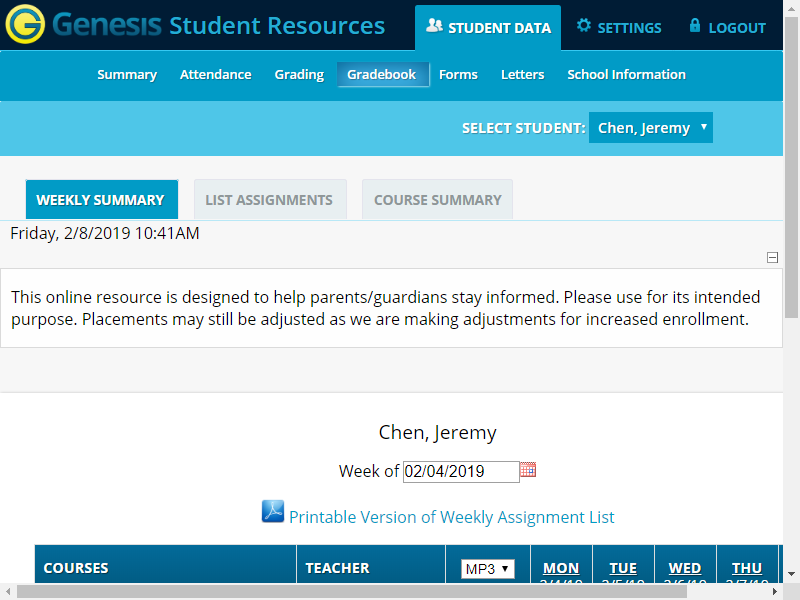 G Genesis Student Resources STUDENT DATA SETTINGS LOGOUT
Summary Attendance Grading Gradebook Forms Letters School Information
SELECT STUDENT: Chen, Jeremy
WEEKLY SUMMARY LIST ASSIGNMENTS COURSE SUMMARY
Friday, 2/8/2019 10:41AM
This online resource is designed to help parents/guardians stay informed. Please use for its intended
purpose. Placements may still be adjusted as we are making adjustments for increased enrollment.
Chen, Jeremy
Week of 02/04/2019
Printable Version of Weekly Assignment List
COURSES TEACHER MP3 MON TUE WED THU